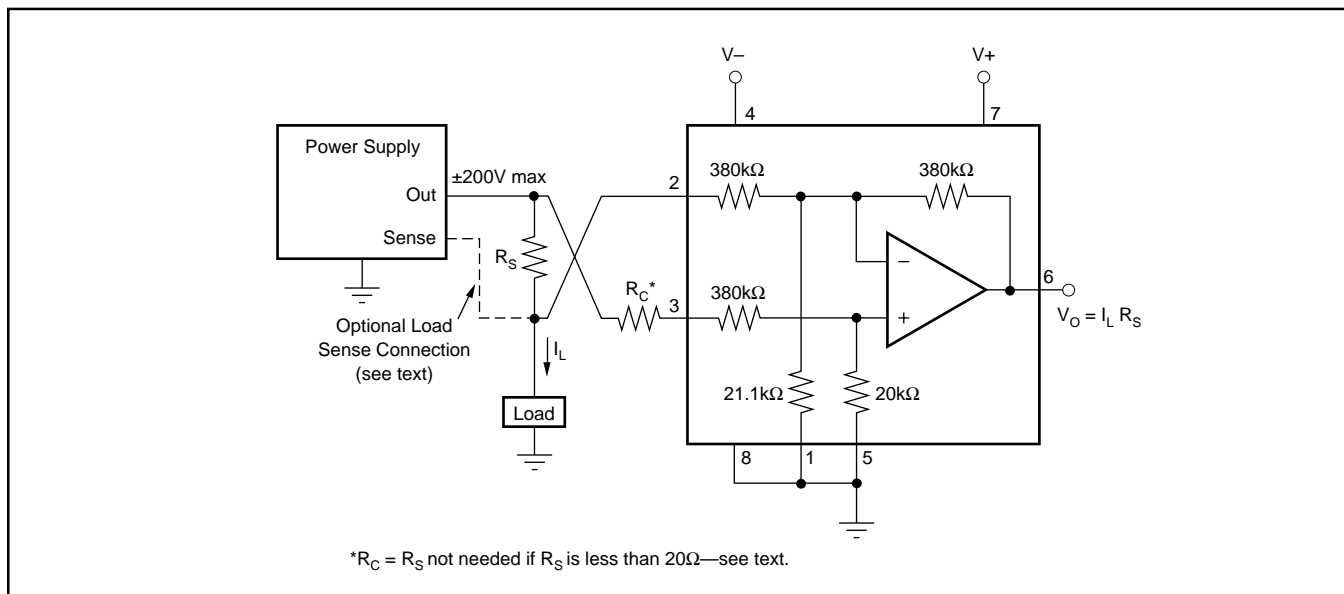 V–
V+
4
7
Power Supply
±200V max
Out
Sense
380kΩ
380kΩ
2
R_S
R_C*
3
380kΩ
–
+
6
V_O = I_L R_S
Optional Load
Sense Connection
(see text)
I_L
21.1kΩ
20kΩ
Load
8
1
5
*R_C = R_S not needed if R_S is less than 20Ω—see text.